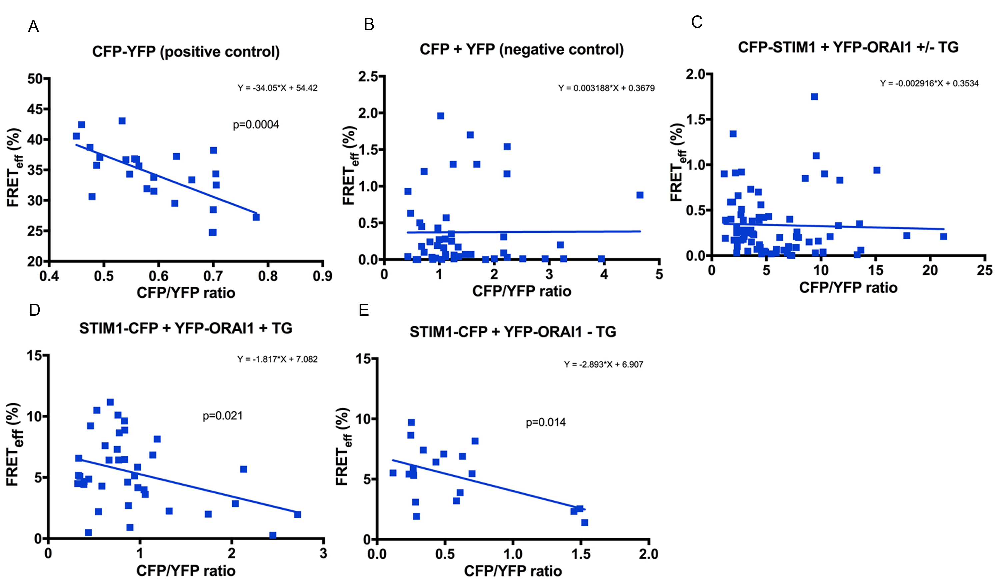 A
CFP-YFP (positive control)
Y = -34.05*X + 54.42
p=0.0004
FRETeff (%)
50
45
40
35
30
25
20
0.4 0.5 0.6 0.7 0.8 0.9
CFP/YFP ratio
B
CFP + YFP (negative control)
Y = 0.003188*X + 0.3679
FRETeff (%)
2.5
2.0
1.5
1.0
0.5
0.0
0 1 2 3 4 5
CFP/YFP ratio
C
CFP-STIM1 + YFP-ORAI1 +/- TG
Y = -0.002916*X + 0.3534
FRETeff (%)
2.0
1.5
1.0
0.5
0.0
0 5 10 15 20 25
CFP/YFP ratio
D
STIM1-CFP + YFP-ORAI1 + TG
Y = -1.817*X + 7.082
p=0.021
FRETeff (%)
15
10
5
0
0 1 2 3
CFP/YFP ratio
E
STIM1-CFP + YFP-ORAI1 - TG
Y = -2.893*X + 6.907
p=0.014
FRETeff (%)
15
10
5
0
0.0 0.5 1.0 1.5 2.0
CFP/YFP ratio